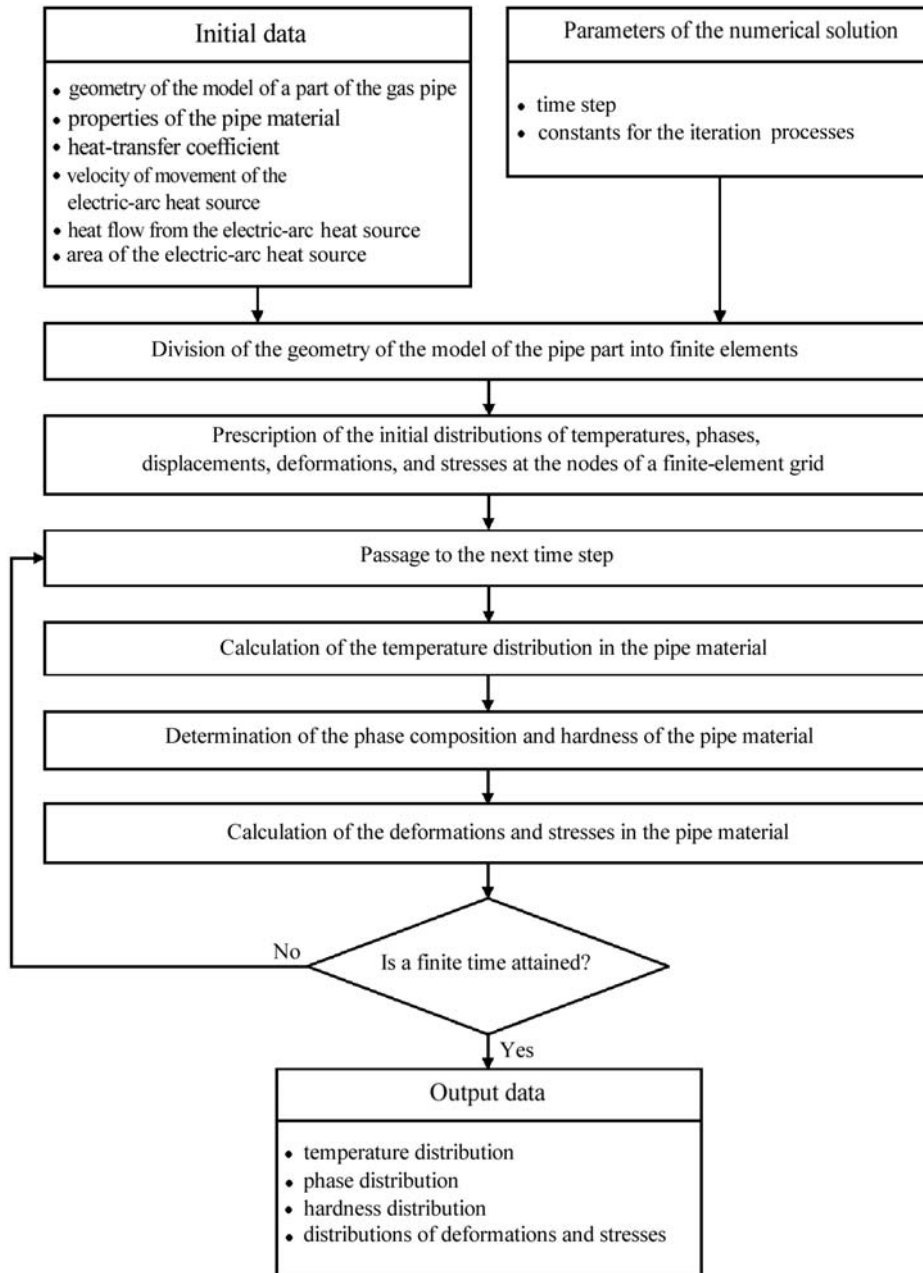 Initial data
• geometry of the model of a part of the gas pipe
• properties of the pipe material
• heat-transfer coefficient
• velocity of movement of the
electric-arc heat source
• heat flow from the electric-arc heat source
• area of the electric-arc heat source
Parameters of the numerical solution
• time step
• constants for the iteration processes
Division of the geometry of the model of the pipe part into finite elements
Prescription of the initial distributions of temperatures, phases,
displacements, deformations, and stresses at the nodes of a finite-element grid
Passage to the next time step
Calculation of the temperature distribution in the pipe material
Determination of the phase composition and hardness of the pipe material
Calculation of the deformations and stresses in the pipe material
No
Is a finite time attained?
Yes
Output data
• temperature distribution
• phase distribution
• hardness distribution
• distributions of deformations and stresses